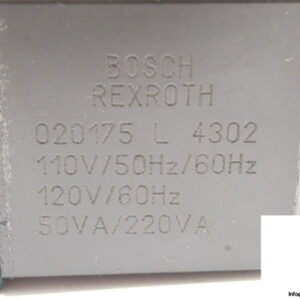 BOSCH
REXROTH
020175 L 4302
110V/50Hz/60Hz
120V/60Hz
50VA/220VA